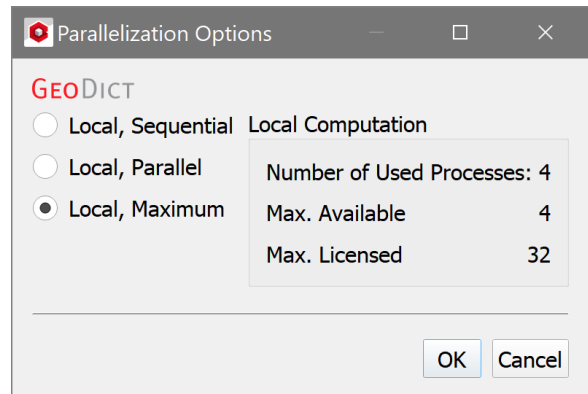 Parallelization Options
GEODICT
Local, Sequential
Local, Parallel
Local, Maximum
Local Computation
Number of Used Processes: 4
Max. Available 4
Max. Licensed 32
OK
Cancel